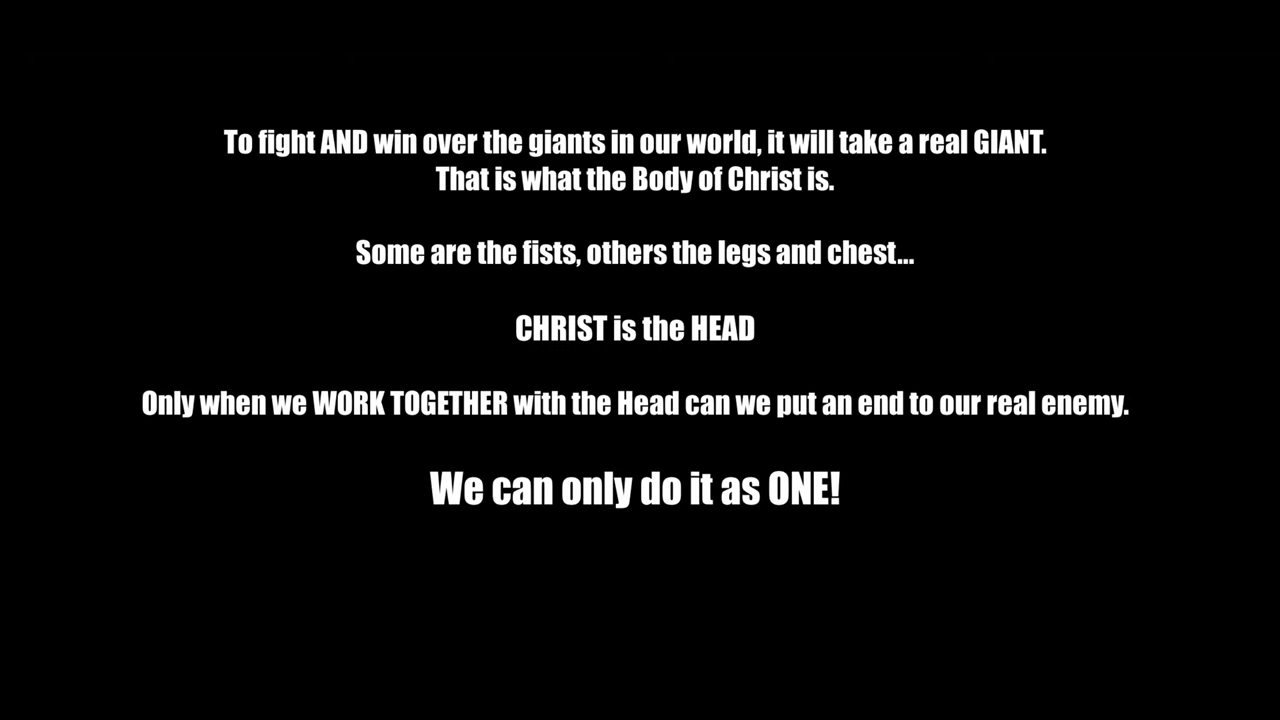 To fight AND win over the giants in our world, it will take a real GIANT.
That is what the Body of Christ is.
Some are the fists, others the legs and chest...
CHRIST is the HEAD
Only when we WORK TOGETHER with the Head can we put an end to our real enemy.
We can only do it as ONE!